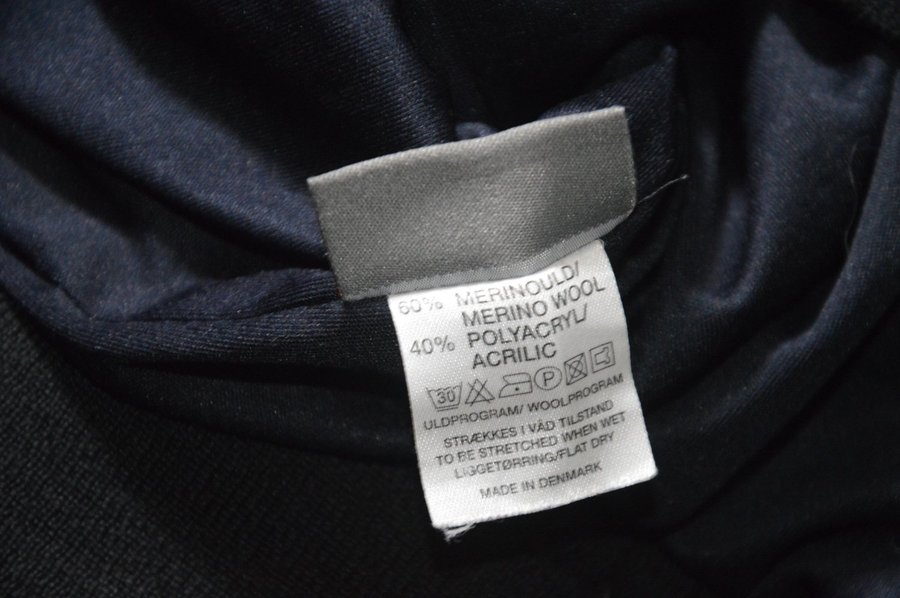 60% MERINOULD/
MERINO WOOL
40% POLYACRYL/
ACRILIC
30 P
ULDPROGRAM/ WOOLPROGRAM
STRÆKKES I VÅD TILSTAND
TO BE STRETCHED WHEN WET
LIGGETØRRING/FLAT DRY
MADE IN DENMARK